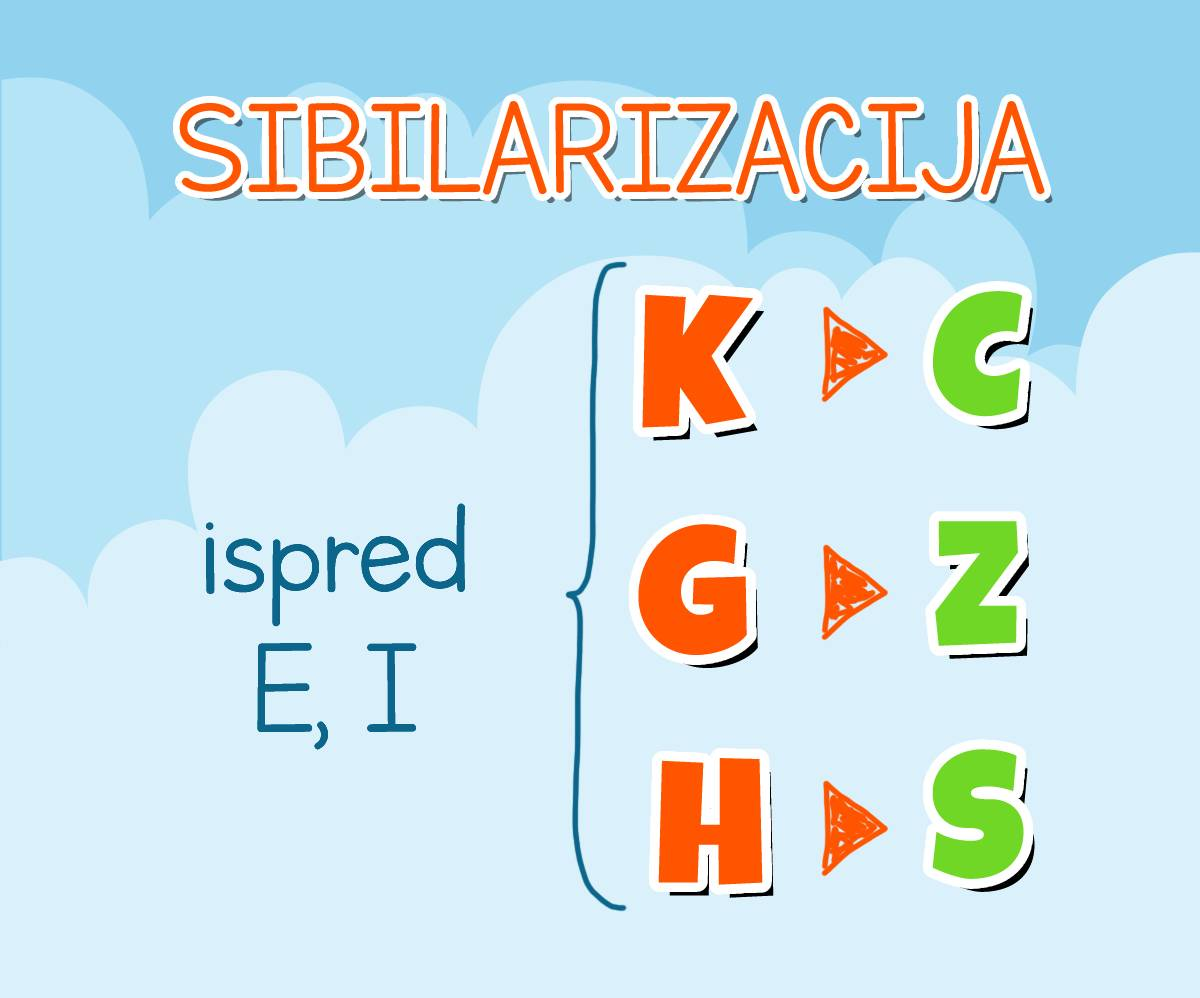 SIBILARIZACIJA
ispred
E, I
K C
G Z
H S